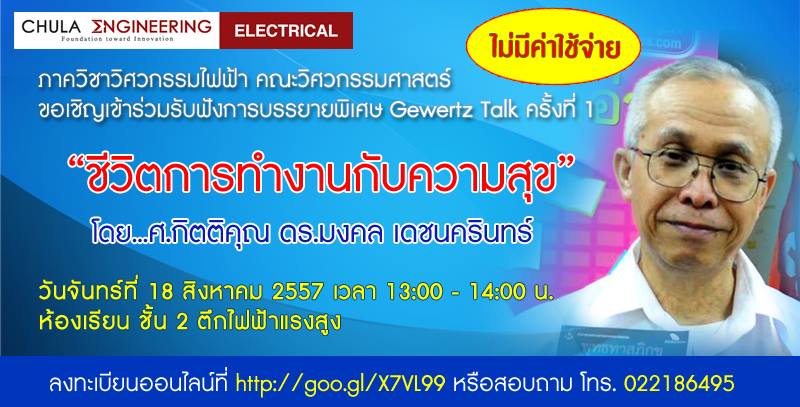 CHULA ΣNGINEERING
Foundation toward Innovation
ELECTRICAL
ไม่มีค่าใช้จ่าย
ภาควิชาวิศวกรรมไฟฟ้า คณะวิศวกรรมศาสตร์
ขอเชิญเข้าร่วมรับฟังการบรรยายพิเศษ Gewertz Talk ครั้งที่ 1
“ชีวิตการทำงานกับความสุข”
โดย...ศ.กิตติคุณ ดร.มงคล เดชนครินทร์
วันจันทร์ที่ 18 สิงหาคม 2557 เวลา 13:00 - 14:00 น.
ห้องเรียน ชั้น 2 ตึกไฟฟ้าแรงสูง
พุทธทาสภิกขุ
ลงทะเบียนออนไลน์ที่ http://goo.gl/X7VL99 หรือสอบถาม โทร. 022186495